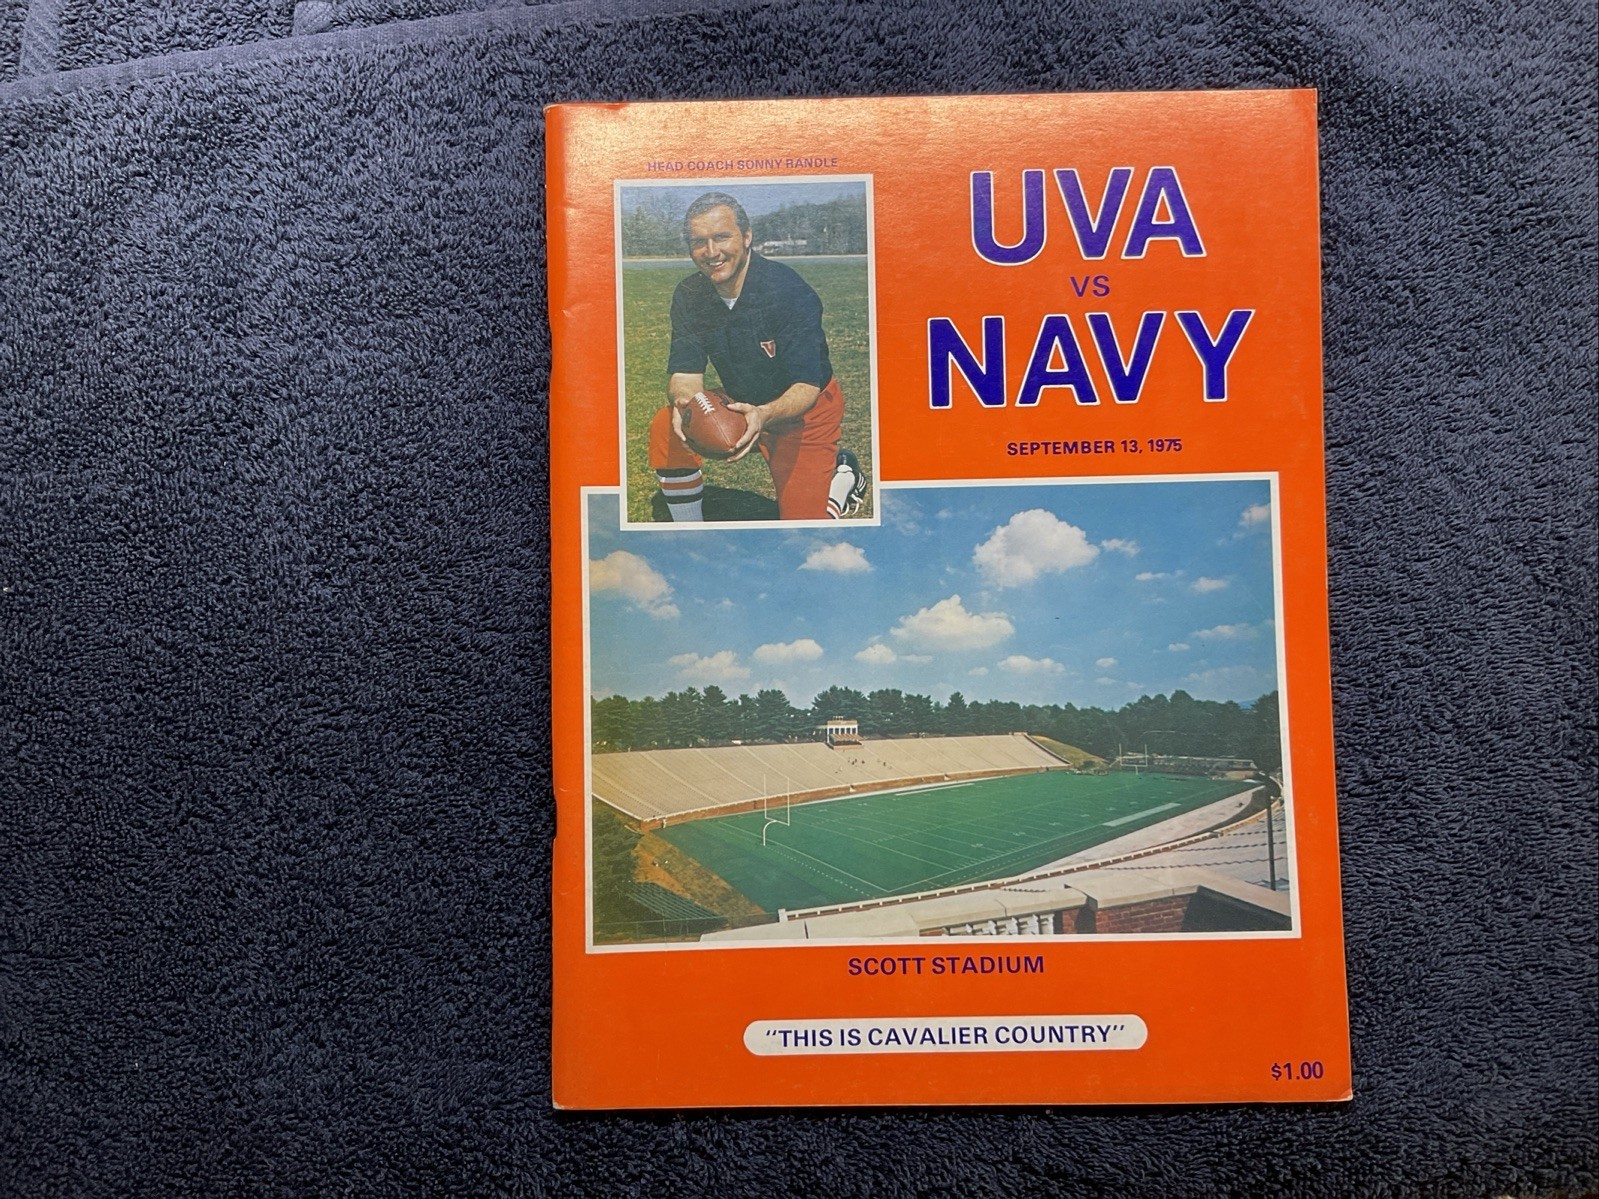 HEAD COACH SONNY RANDLE
UVA
VS
NAVY
SEPTEMBER 13, 1975
V
SCOTT STADIUM
"THIS IS CAVALIER COUNTRY"
$1.00